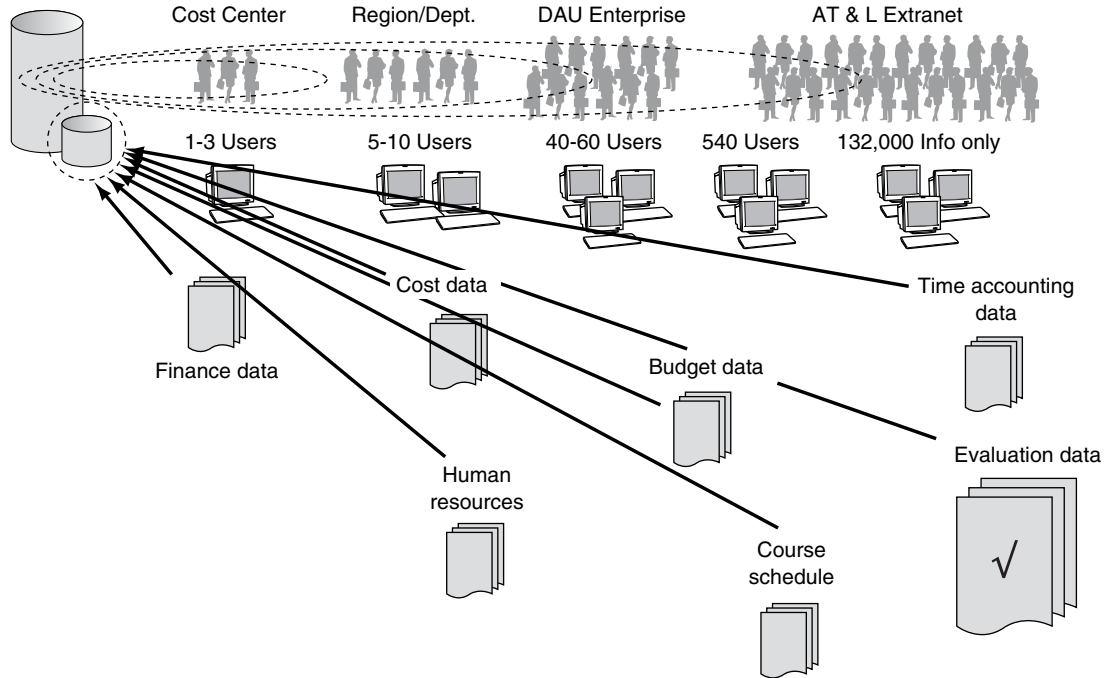 Cost Center
Region/Dept.
DAU Enterprise
AT & L Extranet
1-3 Users
5-10 Users
40-60 Users
540 Users
132,000 Info only
Cost data
Time accounting
data
Finance data
Budget data
Evaluation data
Human
resources
Course
schedule
√